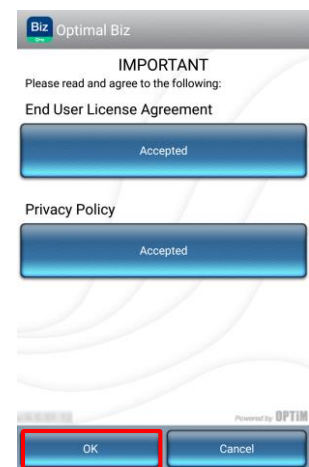 Biz Optimal Biz
IMPORTANT
Please read and agree to the following:
End User License Agreement
Accepted
Privacy Policy
Accepted
Powered by OPTiM
OK
Cancel